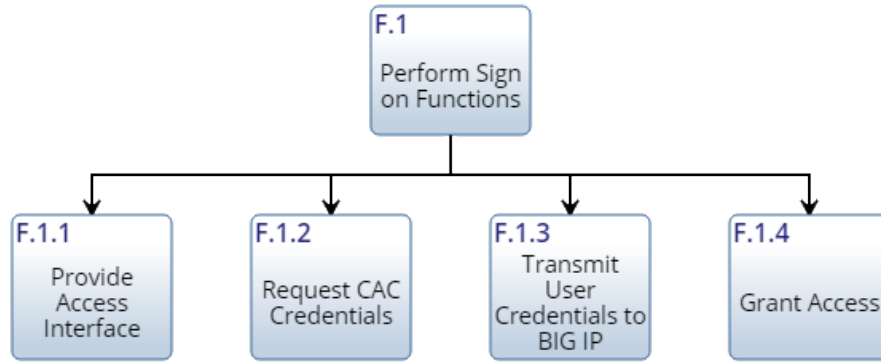 F.1
Perform Sign
on Functions
F.1.1
Provide
Access
Interface
F.1.2
Request CAC
Credentials
F.1.3
Transmit
User
Credentials to
BIG IP
F.1.4
Grant Access